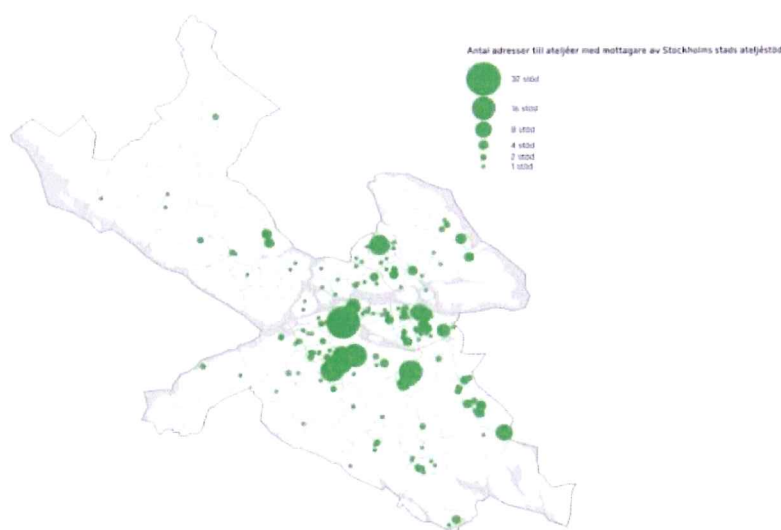 Antal adresser till ateljéer med mottagare av Stockholms stads ateljéstöd
32 stöd
16 stöd
8 stöd
4 stöd
2 stöd
1 stöd